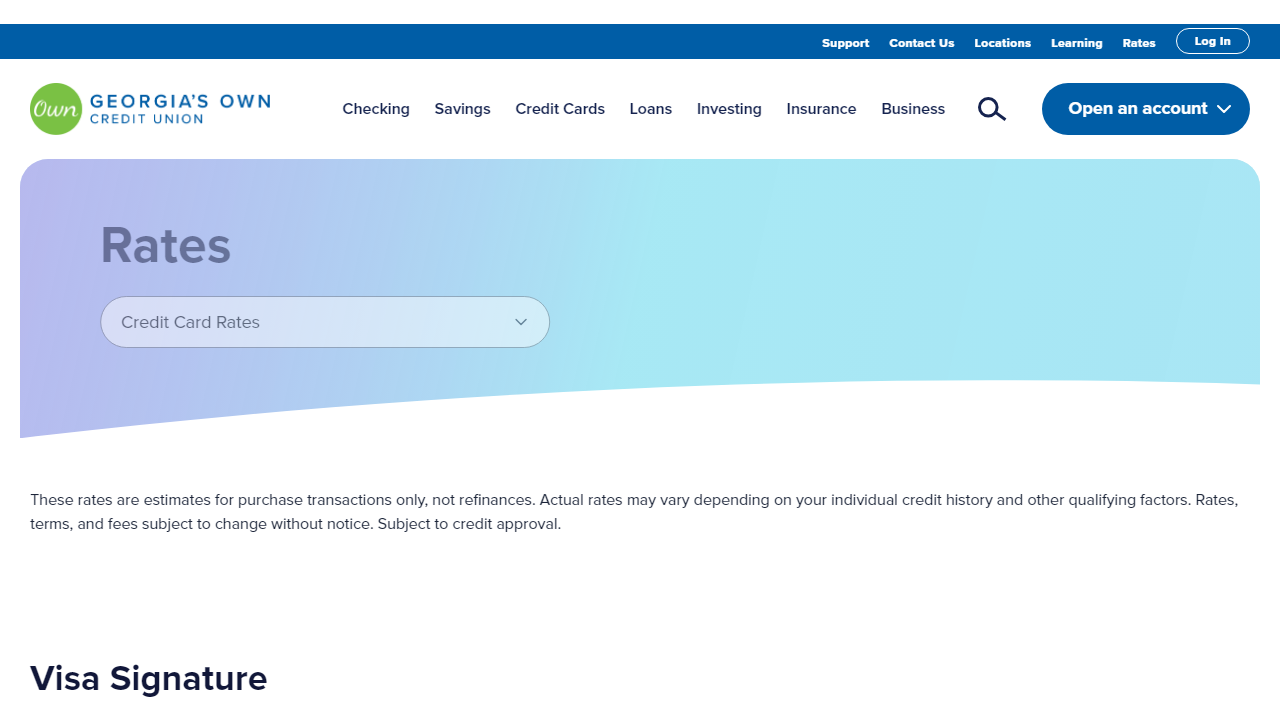 Support Contact Us Locations Learning Rates Log In
Own GEORGIA'S OWN
CREDIT UNION
Checking Savings Credit Cards Loans Investing Insurance Business Open an account
Rates
Credit Card Rates
These rates are estimates for purchase transactions only, not refinances. Actual rates may vary depending on your individual credit history and other qualifying factors. Rates,
terms, and fees subject to change without notice. Subject to credit approval.
Visa Signature